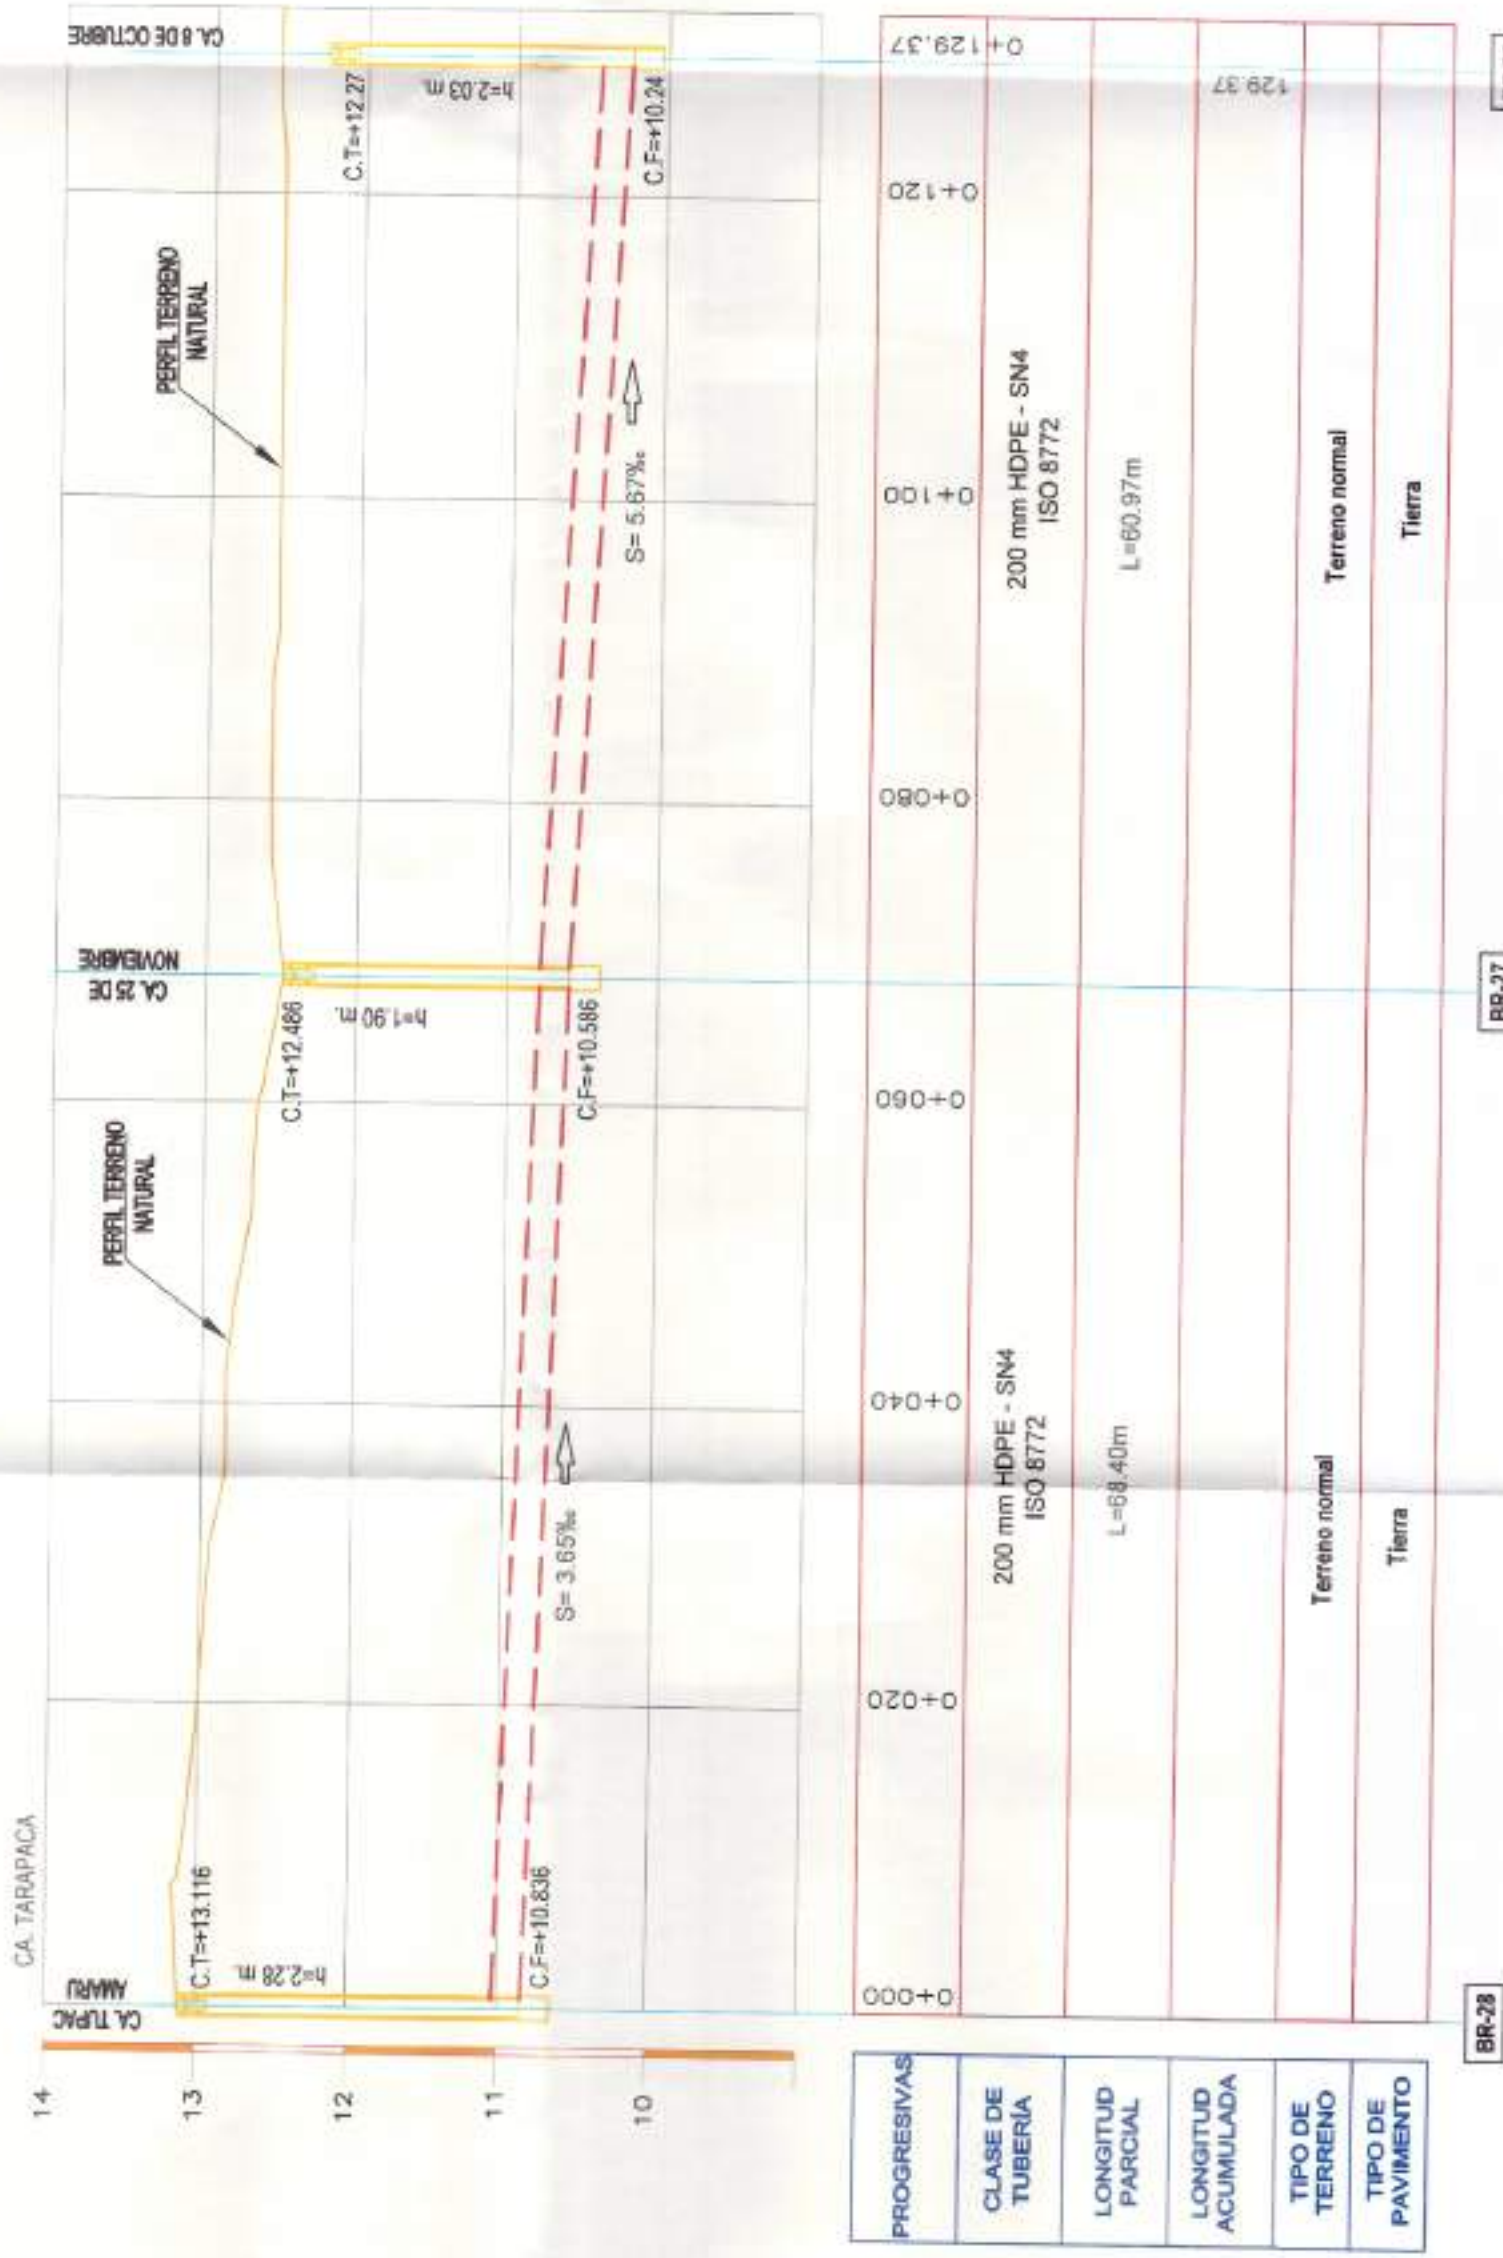 CA. TARAPACA
CA. TUPAC
AMARU
CA. 25 DE
NOVIEMBRE
CA. 8 DE OCTUBRE
14
13
12
11
10
C.T=+13.116
h=2.28 m.
C.F=+10.836
PERFIL TERRENO
NATURAL
S= 3.65‰
C.T=+12.486
h=1.90 m.
C.F=+10.586
PERFIL TERRENO
NATURAL
S= 5.67‰
C.T=+12.27
h=2.03 m.
C.F=+10.24
PROGRESIVAS
0+000
0+020
0+040
0+060
0+080
0+100
0+120
0+129.37
CLASE DE
TUBERÍA
200 mm HDPE - SN4
ISO 8772
200 mm HDPE - SN4
ISO 8772
LONGITUD
PARCIAL
L=68.40m
L=60.97m
LONGITUD
ACUMULADA
129.37
TIPO DE
TERRENO
Terreno normal
Terreno normal
TIPO DE
PAVIMENTO
Tierra
Tierra
BR-28
BR-27